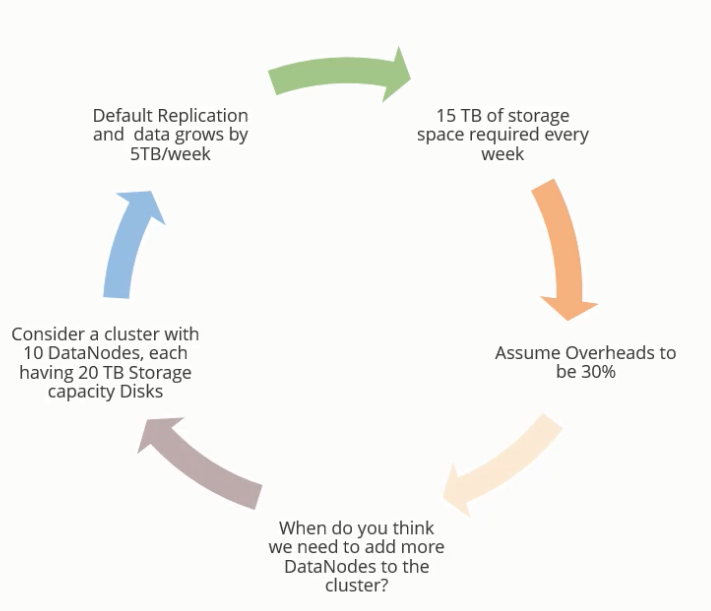 Default Replication
and data grows by
5TB/week
15 TB of storage
space required every
week
Assume Overheads to
be 30%
When do you think
we need to add more
DataNodes to the
cluster?
Consider a cluster with
10 DataNodes, each
having 20 TB Storage
capacity Disks